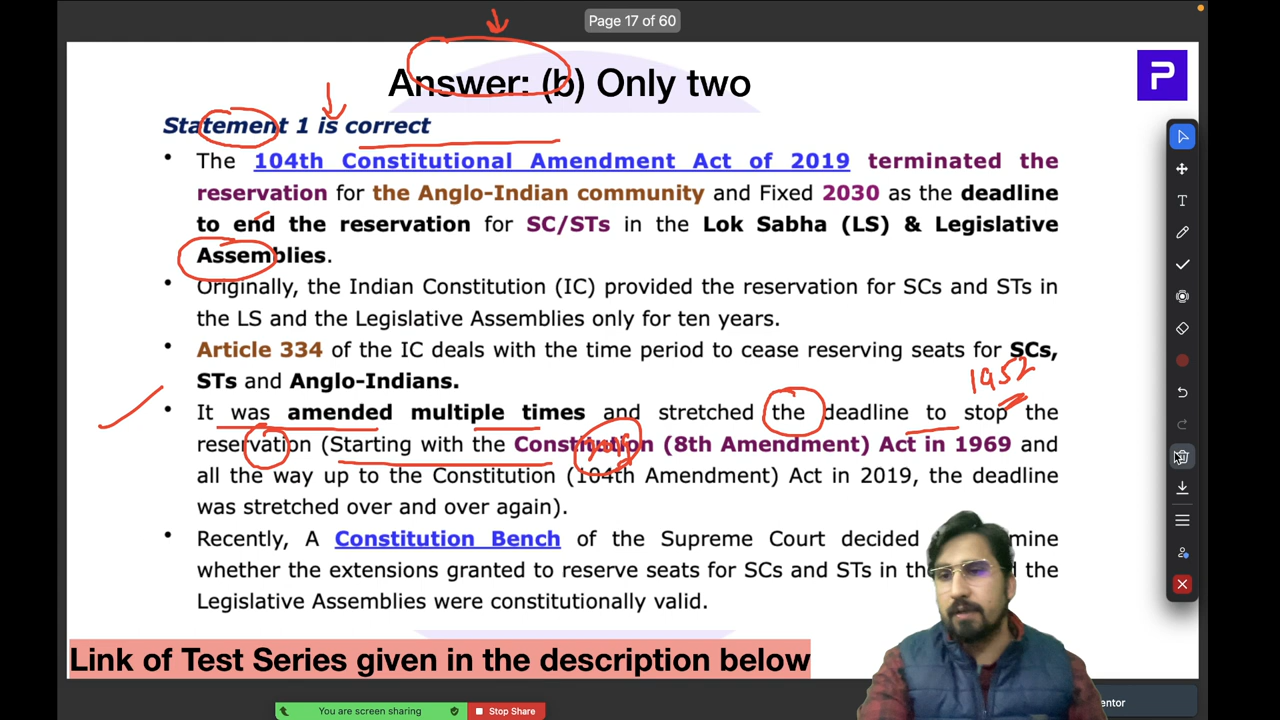 Page 17 of 60
Answer: (b) Only two
P
Statement 1 is correct
• The 104th Constitutional Amendment Act of 2019 terminated the
reservation for the Anglo-Indian community and Fixed 2030 as the deadline
to end the reservation for SC/STs in the Lok Sabha (LS) & Legislative
Assemblies.
• Originally, the Indian Constitution (IC) provided the reservation for SCs and STs in
the LS and the Legislative Assemblies only for ten years.
• Article 334 of the IC deals with the time period to cease reserving seats for SCs,
STs and Anglo-Indians.
1952
• It was amended multiple times and stretched the deadline to stop the
reservation (Starting with the Constitution (8th Amendment) Act in 1969 and
all the way up to the Constitution (104th Amendment) Act in 2019, the deadline
was stretched over and over again).
• Recently, A Constitution Bench of the Supreme Court decided mine
whether the extensions granted to reserve seats for SCs and STs in the the
Legislative Assemblies were constitutionally valid.
Link of Test Series given in the description below
You are screen sharing
Stop Share
entor